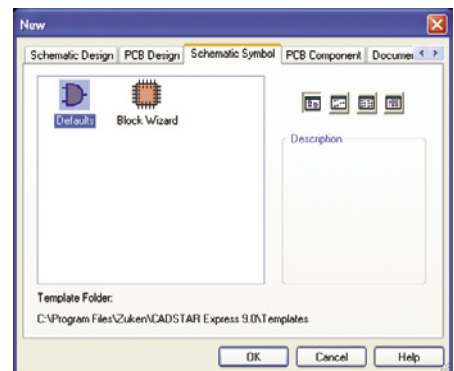 New
Schematic Design PCB Design Schematic Symbol PCB Component Documen
Defaults Block Wizard
Description
Template Folder:
C:\Program Files\Zuken\CADSTAR Express 9.0\Templates
OK Cancel Help